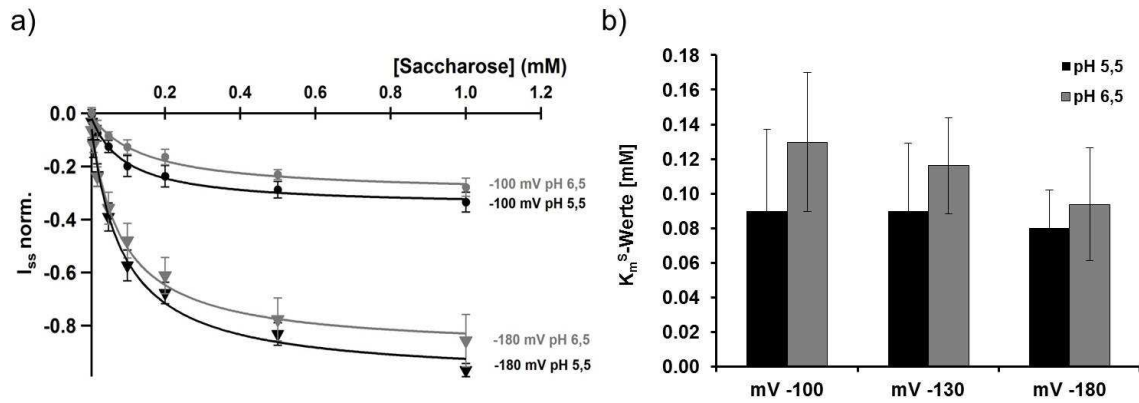 a)
[Saccharose] (mM)
0.2 0.4 0.6 0.8 1.0 1.2
0.0
-0.2
-0.4
-0.6
-0.8
I ss norm.
-100 mV pH 6,5
-100 mV pH 5,5
-180 mV pH 6,5
-180 mV pH 5,5
b)
0.18
0.16
0.14
0.12
0.10
0.08
0.06
0.04
0.02
0.00
KmS-Werte [mM]
pH 5,5
pH 6,5
mV -100 mV -130 mV -180